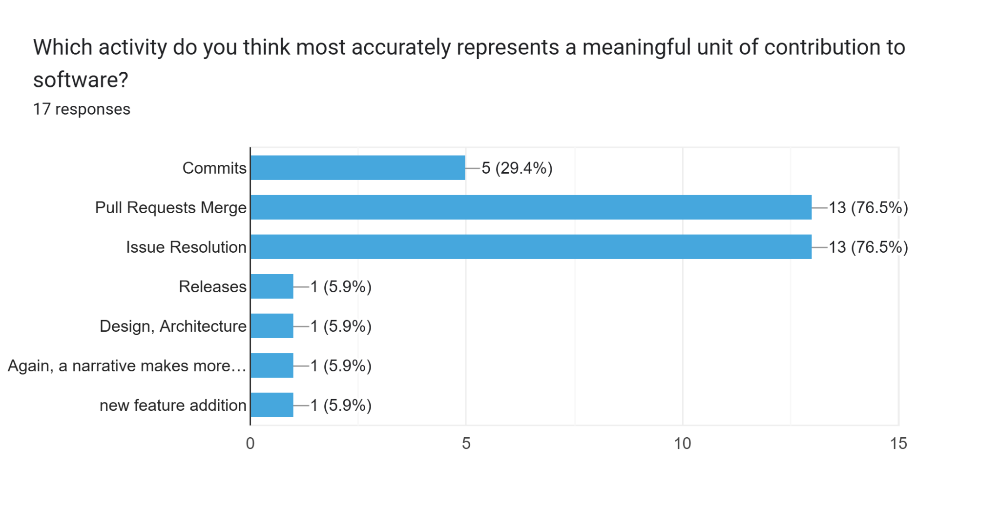 Which activity do you think most accurately represents a meaningful unit of contribution to
software?
17 responses
Commits
5 (29.4%)
Pull Requests Merge
13 (76.5%)
Issue Resolution
13 (76.5%)
Releases
1 (5.9%)
Design, Architecture
1 (5.9%)
Again, a narrative makes more…
1 (5.9%)
new feature addition
1 (5.9%)
0 5 10 15